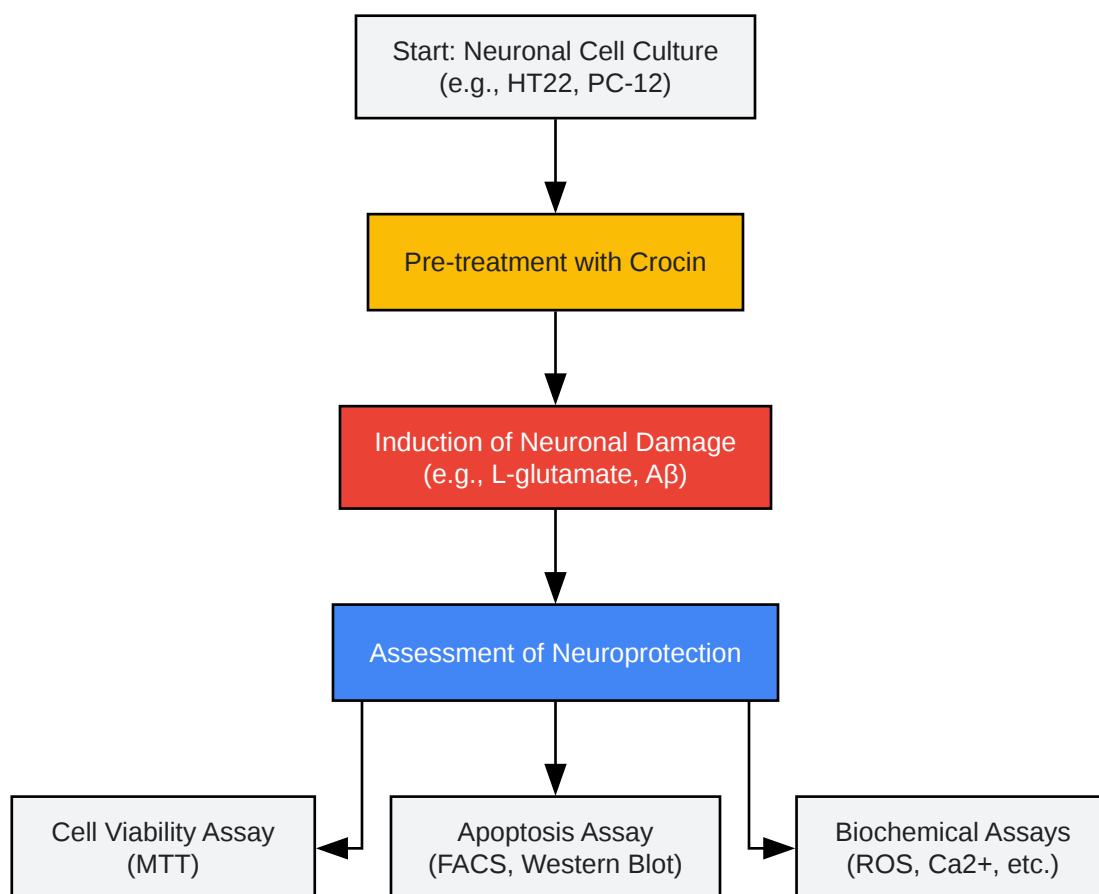 Start: Neuronal Cell Culture
(e.g., HT22, PC-12)
Pre-treatment with Crocin
Induction of Neuronal Damage
(e.g., L-glutamate, Aβ)
Assessment of Neuroprotection
Cell Viability Assay
(MTT)
Apoptosis Assay
(FACS, Western Blot)
Biochemical Assays
(ROS, Ca2+, etc.)